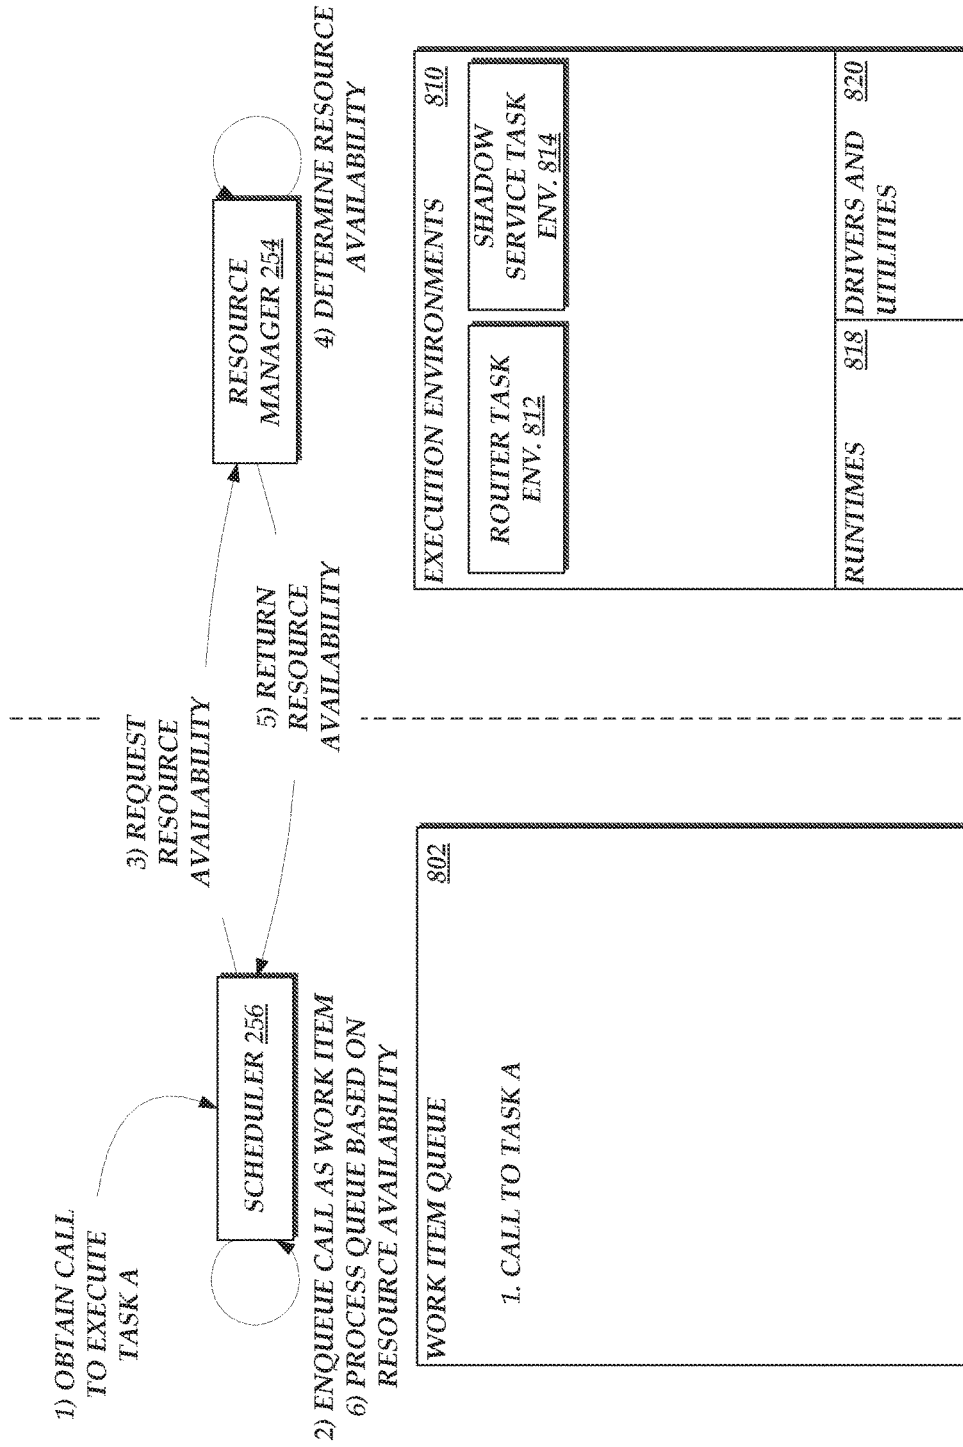 1) OBTAIN CALL
TO EXECUTE
TASK A
SCHEDULER 256
2) ENQUEUE CALL AS WORK ITEM
6) PROCESS QUEUE BASED ON
RESOURCE AVAILABILITY
3) REQUEST
RESOURCE
AVAILABILITY
5) RETURN
RESOURCE
AVAILABILITY
RESOURCE
MANAGER 254
4) DETERMINE RESOURCE
AVAILABILITY
WORK ITEM QUEUE 802
1. CALL TO TASK A
EXECUTION ENVIRONMENTS 810
ROUTER TASK
ENV. 812
SHADOW
SERVICE TASK
ENV. 814
RUNTIMES 818
DRIVERS AND 820
UTILITIES